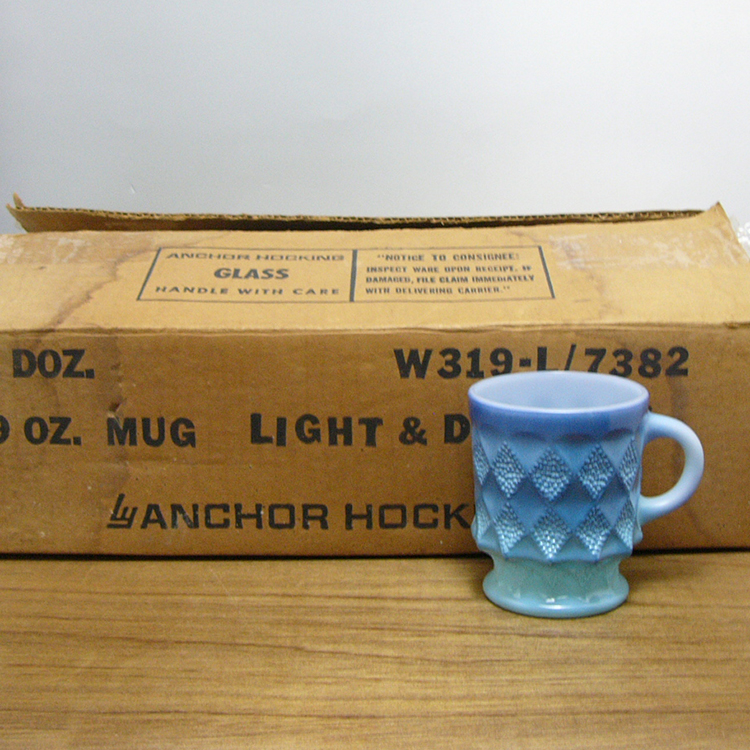 ANCHOR HOCKING
GLASS
HANDLE WITH CARE
"NOTICE TO CONSIGNEE:
INSPECT WARE UPON RECEIPT. IF
DAMAGED, FILE CLAIM IMMEDIATELY
WITH DELIVERING CARRIER."
DOZ.
W319-L/7382
9 OZ. MUG LIGHT & D
ANCHOR HOCK